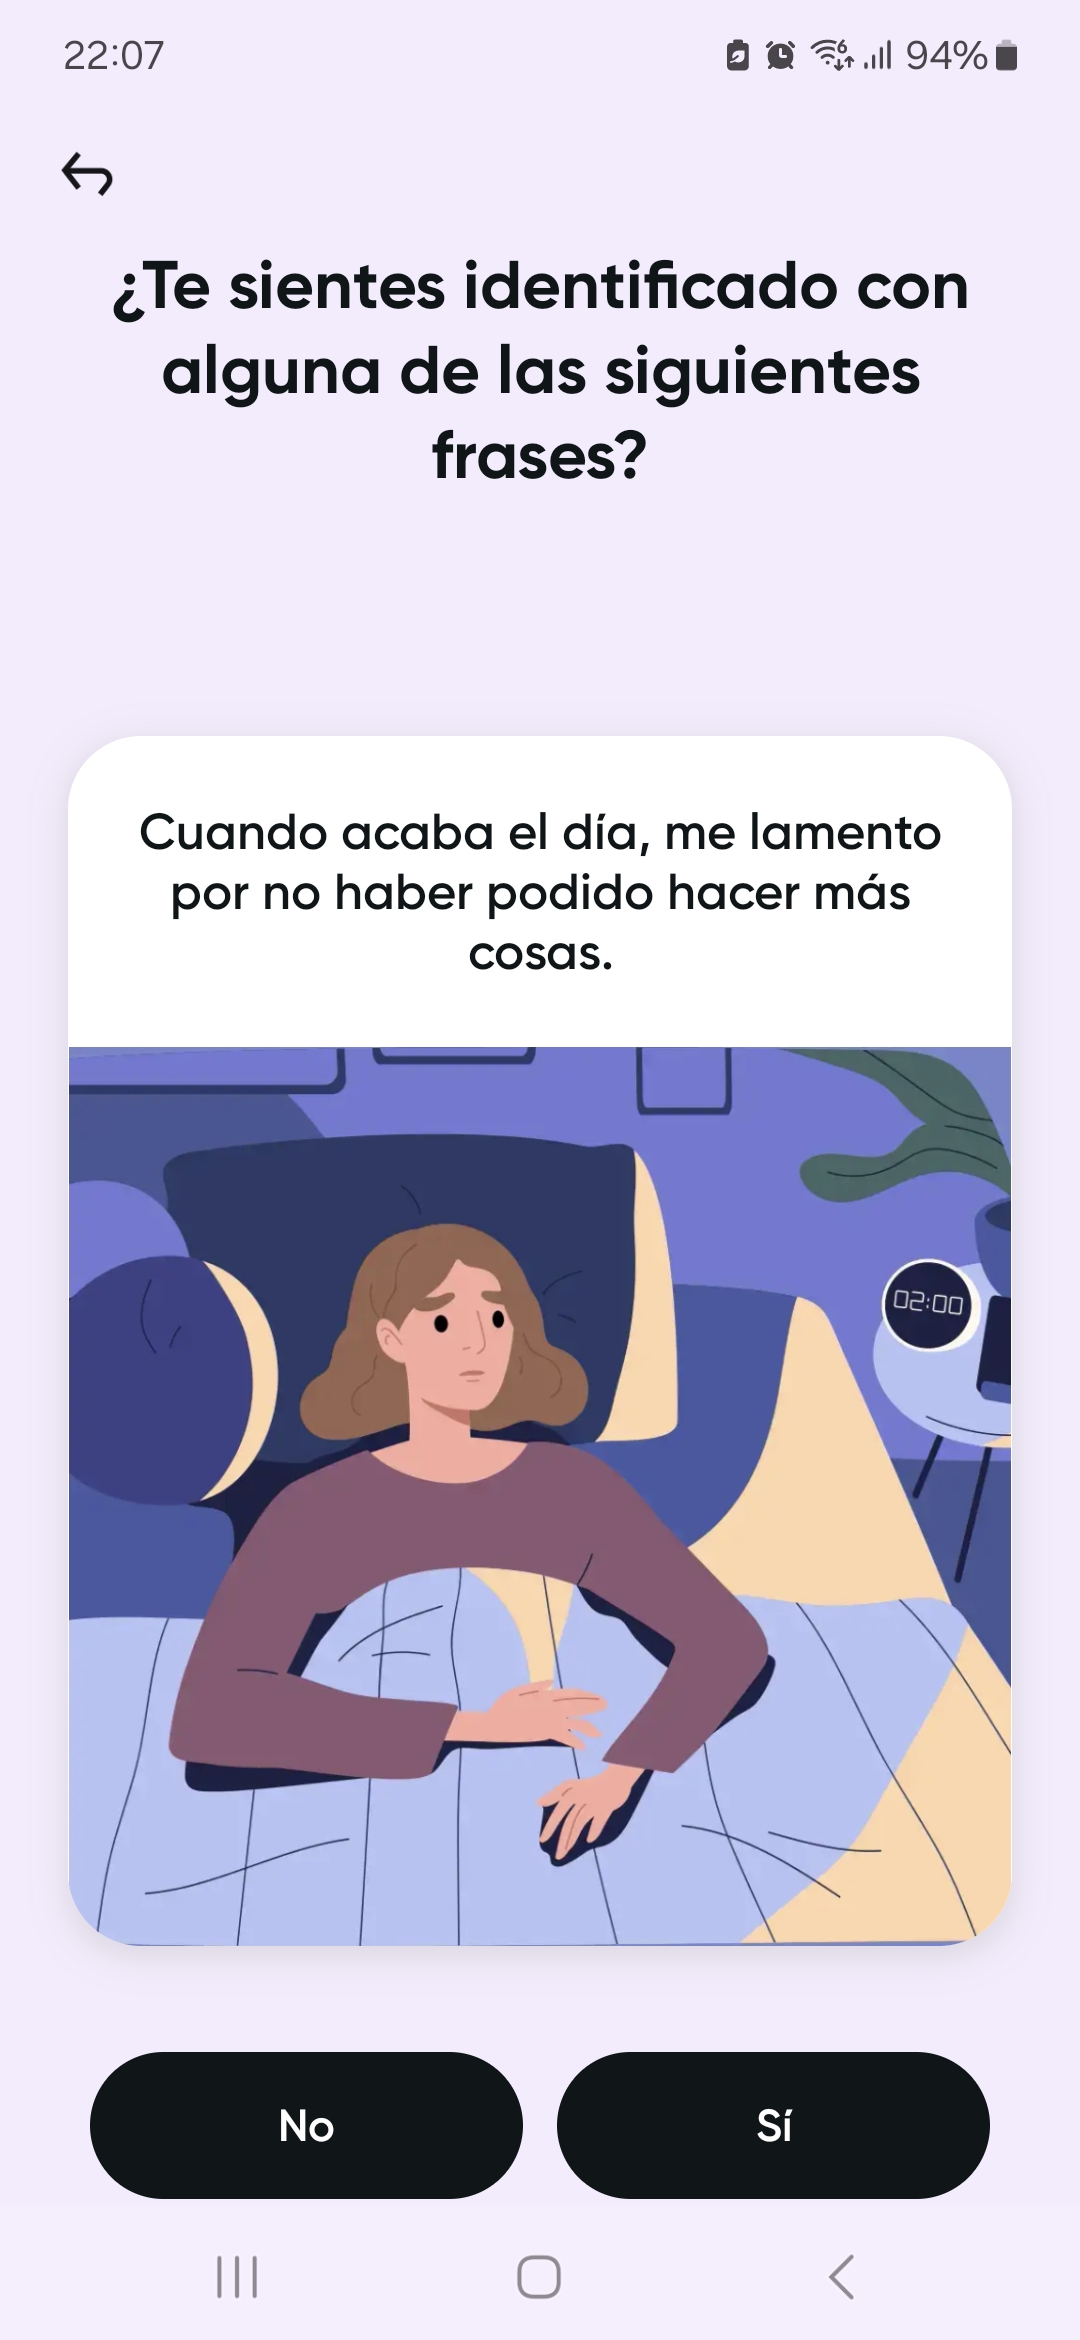 22:07
94%
¿Te sientes identificado con
alguna de las siguientes
frases?
Cuando acaba el día, me lamento
por no haber podido hacer más
cosas.
02:00
No
Sí